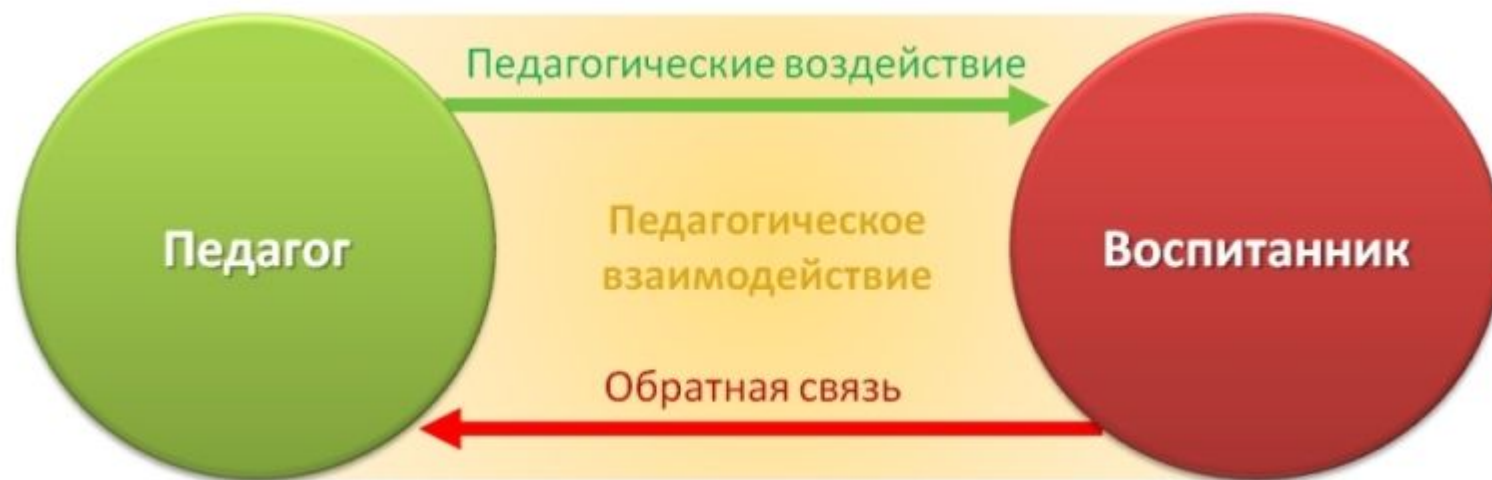 Педагогические воздействие
Педагог
Педагогическое
взаимодействие
Воспитанник
Обратная связь